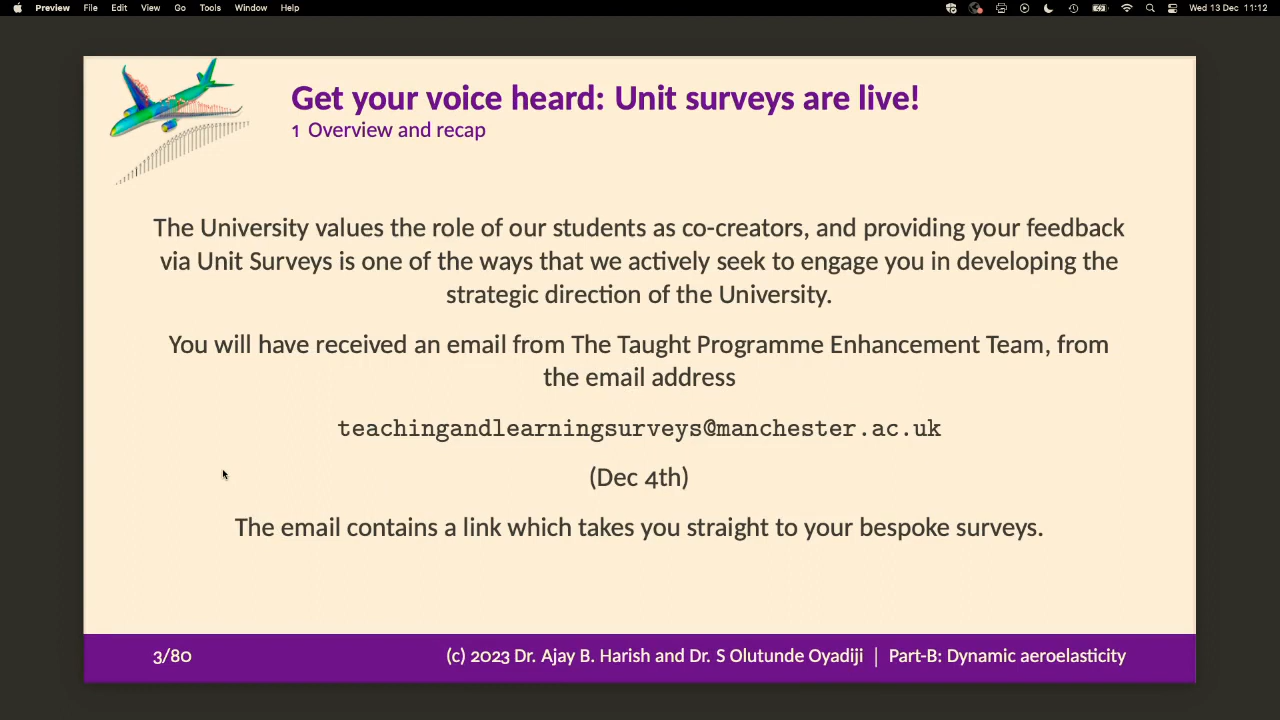 Preview File Edit View Go Tools Window Help Wed 13 Dec 11:12
Get your voice heard: Unit surveys are live!
1 Overview and recap
The University values the role of our students as co-creators, and providing your feedback
via Unit Surveys is one of the ways that we actively seek to engage you in developing the
strategic direction of the University.
You will have received an email from The Taught Programme Enhancement Team, from
the email address
teachingandlearningsurveys@manchester.ac.uk
(Dec 4th)
The email contains a link which takes you straight to your bespoke surveys.
3/80 (c) 2023 Dr. Ajay B. Harish and Dr. S Olutunde Oyadiji | Part-B: Dynamic aeroelasticity